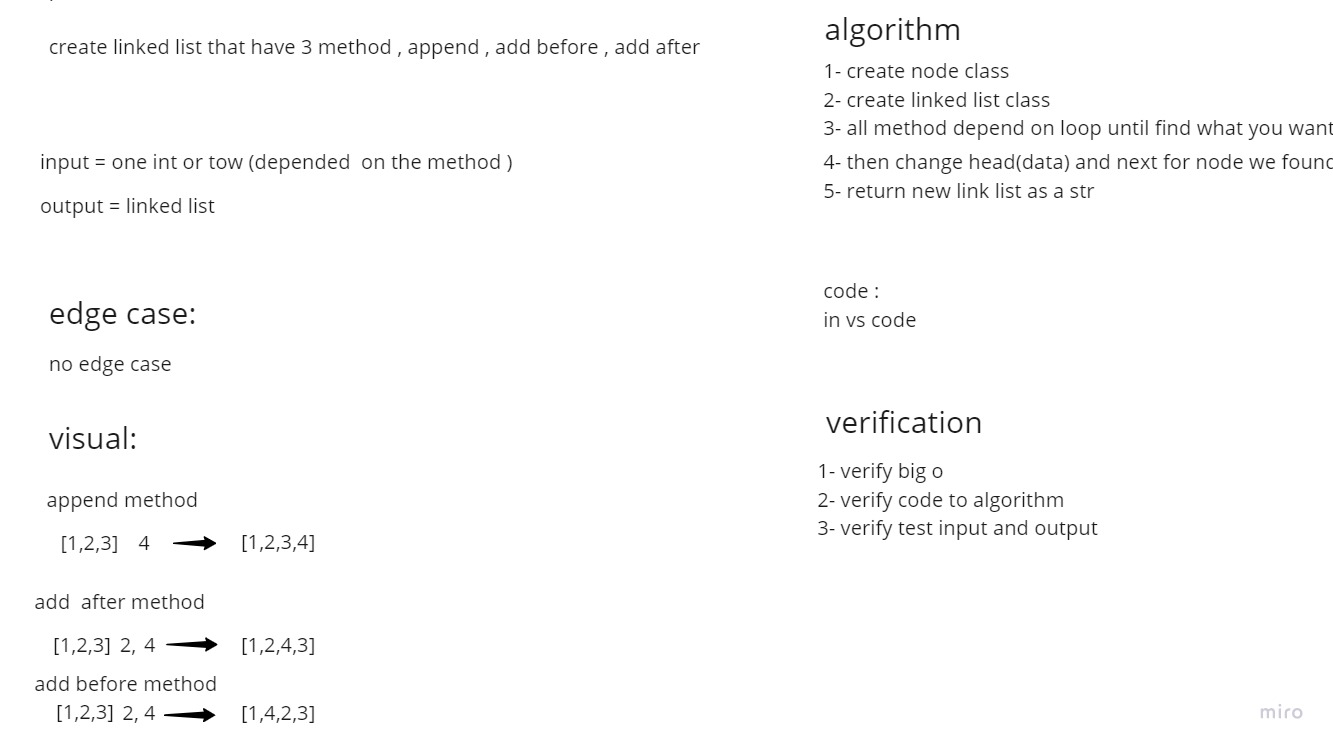 create linked list that have 3 method , append , add before , add after
input = one int or tow (depended  on the method )
output = linked list
edge case:
no edge case
visual:
append method
[1,2,3] 4 [1,2,3,4]
add  after method
[1,2,3] 2, 4 [1,2,4,3]
add before method
[1,2,3] 2, 4 [1,4,2,3]
algorithm
1- create node class
2- create linked list class
3- all method depend on loop until find what you want
4- then change head(data) and next for node we found
5- return new link list as a str
code :
in vs code
verification
1- verify big o
2- verify code to algorithm
3- verify test input and output
miro